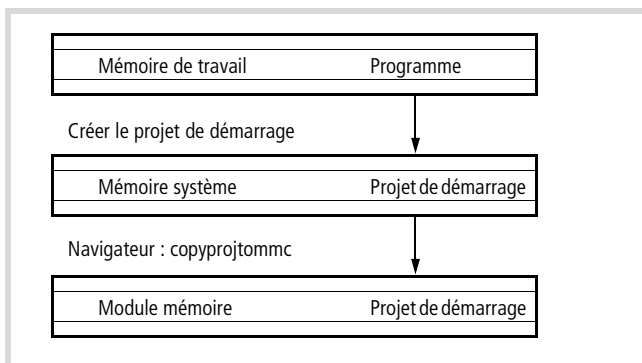 Mémoire de travail Programme
Créer le projet de démarrage
Mémoire système Projet de démarrage
Navigateur : copyprojtommc
Module mémoire Projet de démarrage